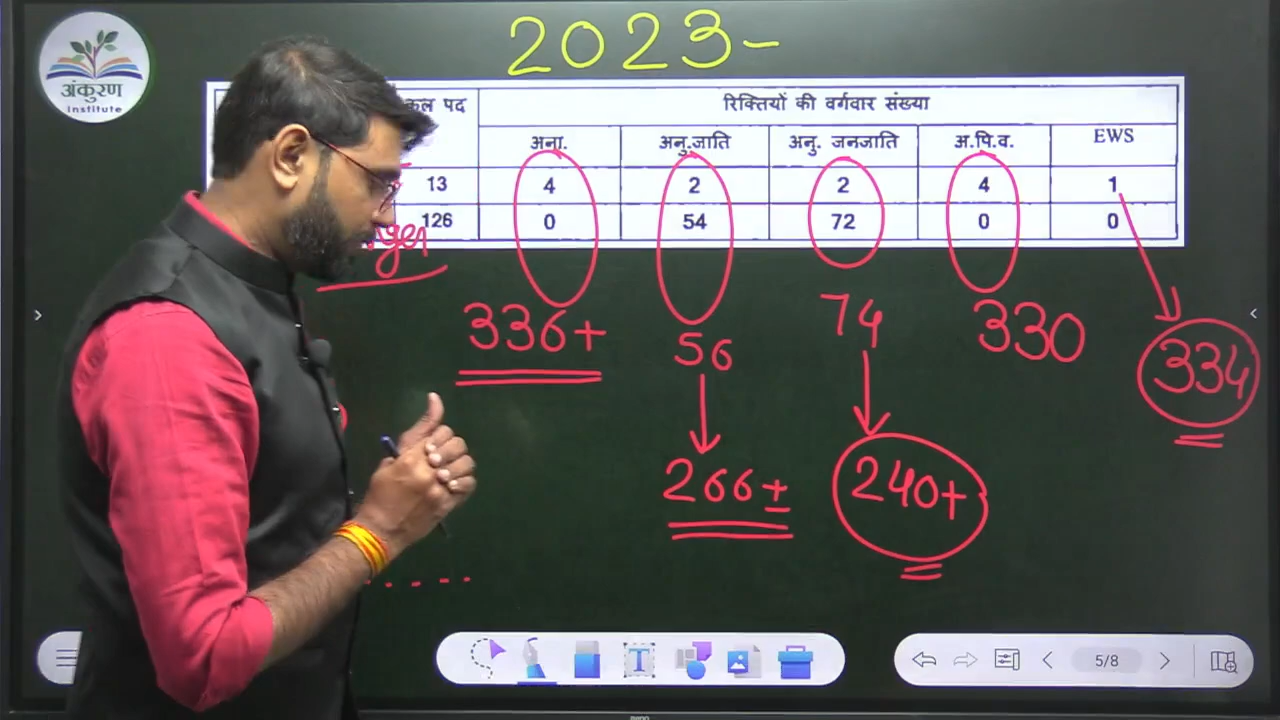 2023-
अंकुरण
institute
कुल पद
रिक्तियों की वर्गवार संख्या
अना.
अनु.जाति
अनु. जनजाति
अ.पि.व.
EWS
13 4 2 2 4 1
126 0 54 72 0 0
336+
56
74
330
334
266+
240+
T
5/8